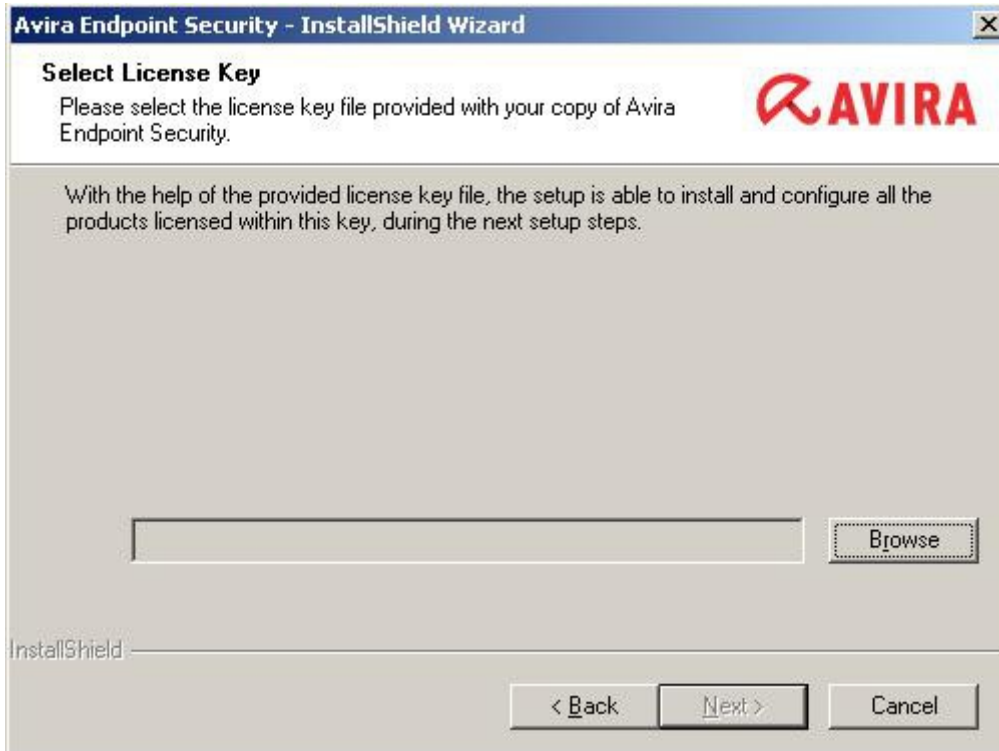 Avira Endpoint Security - InstallShield Wizard
Select License Key
Please select the license key file provided with your copy of Avira
Endpoint Security.
AVIRA
With the help of the provided license key file, the setup is able to install and configure all the
products licensed within this key, during the next setup steps.
Browse
InstallShield
< Back
Next >
Cancel